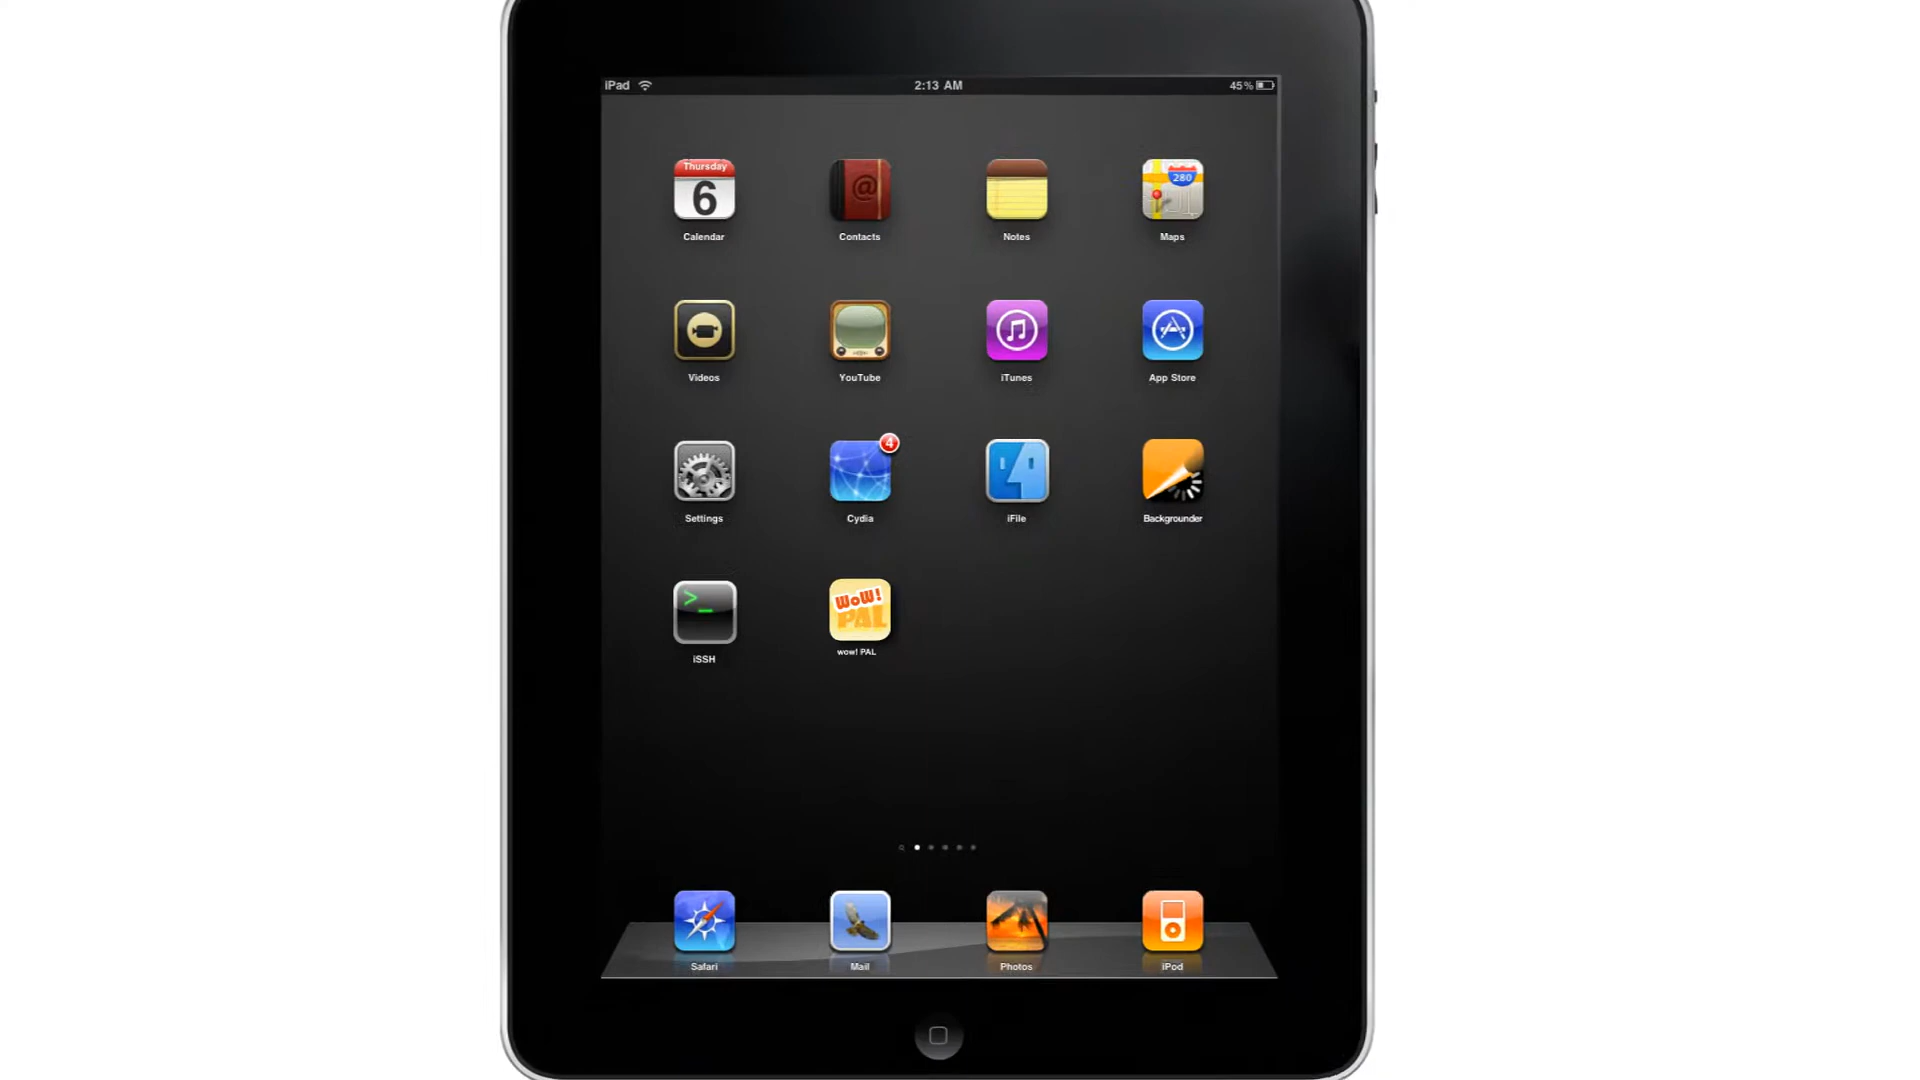 iPad 2:13 AM 45%
Thursday
6 280
Calendar Contacts Notes Maps
Videos YouTube iTunes App Store
4
Settings Cydia iFile Backgrounder
>_ WoW!
PAL
iSSH wow! PAL
Safari Mail Photos iPod